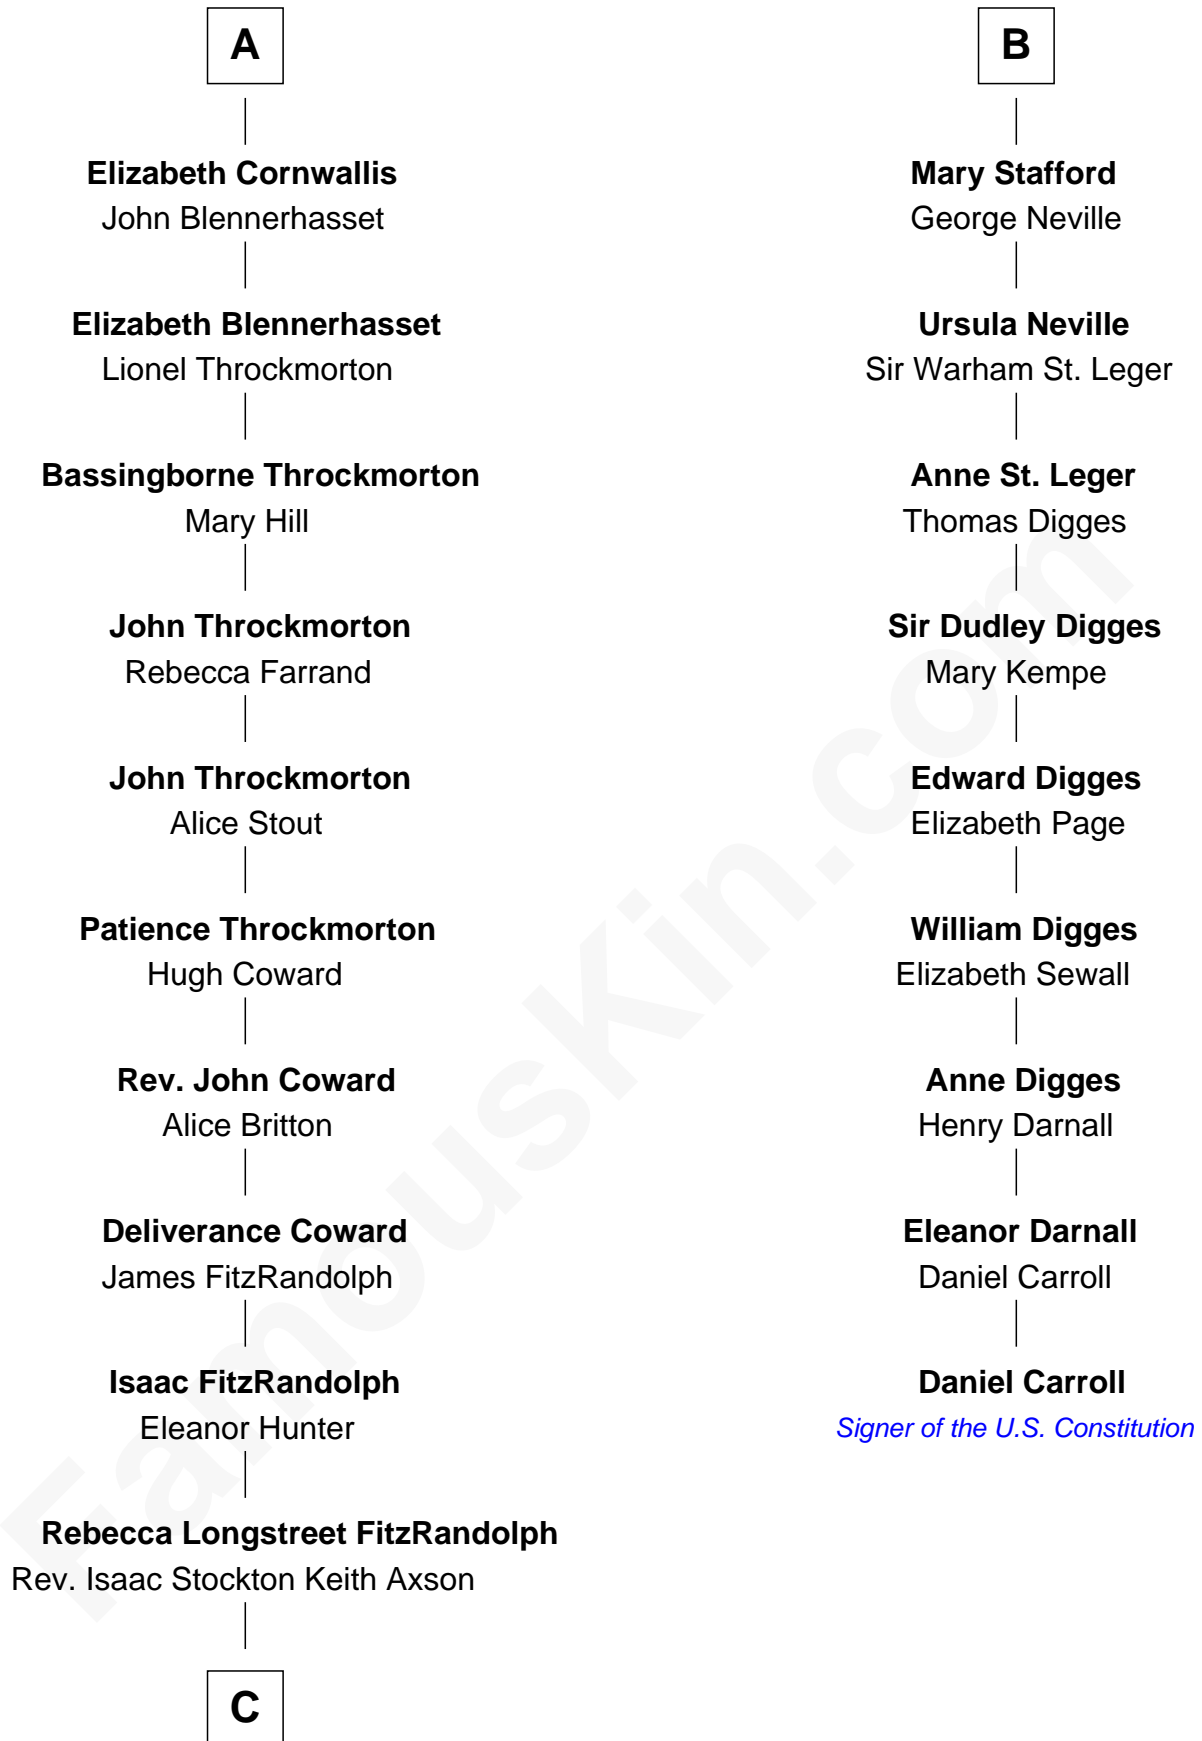 A
Elizabeth Cornwallis
John Blennerhasset
Elizabeth Blennerhasset
Lionel Throckmorton
Bassingborne Throckmorton
Mary Hill
John Throckmorton
Rebecca Farrand
John Throckmorton
Alice Stout
Patience Throckmorton
Hugh Coward
Rev. John Coward
Alice Britton
Deliverance Coward
James FitzRandolph
Isaac FitzRandolph
Eleanor Hunter
Rebecca Longstreet FitzRandolph
Rev. Isaac Stockton Keith Axson
C
B
Mary Stafford
George Neville
Ursula Neville
Sir Warham St. Leger
Anne St. Leger
Thomas Digges
Sir Dudley Digges
Mary Kempe
Edward Digges
Elizabeth Page
William Digges
Elizabeth Sewall
Anne Digges
Henry Darnall
Eleanor Darnall
Daniel Carroll
Daniel Carroll
Signer of the U.S. Constitution
FamousKin.com